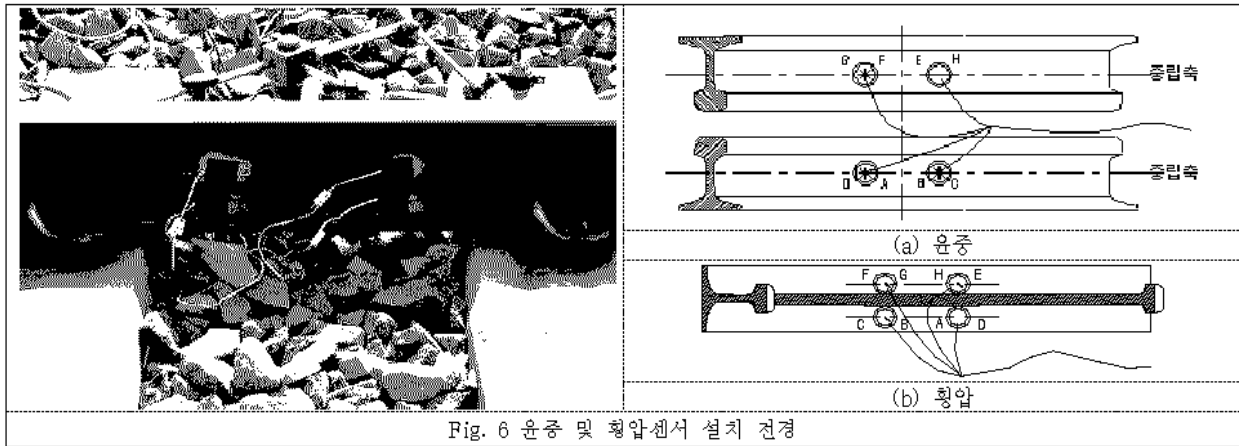 G F E H
중립축
D A B C
중립축
(a) 윤중
F G H E
C B A D
(b) 횡압
Fig. 6 윤중 및 횡압센서 설치 전경